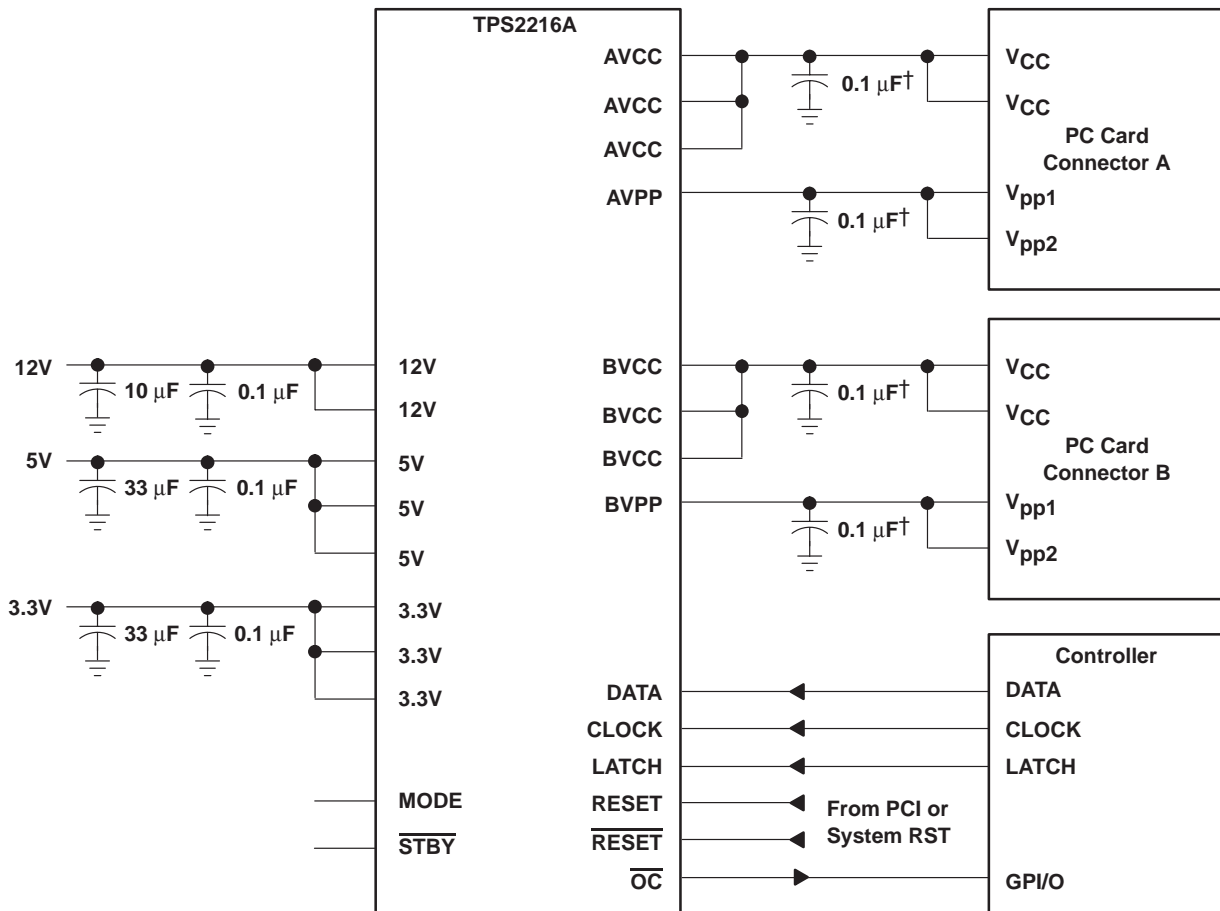 TPS2216A
AVCC
AVCC
AVCC
AVPP
0.1 μF†
0.1 μF†
VCC
VCC
PC Card
Connector A
Vpp1
Vpp2
12V
10 μF
0.1 μF
12V
12V
5V
33 μF
0.1 μF
5V
5V
5V
3.3V
33 μF
0.1 μF
3.3V
3.3V
3.3V
MODE
STBY
BVCC
BVCC
BVCC
BVPP
0.1 μF†
0.1 μF†
VCC
VCC
PC Card
Connector B
Vpp1
Vpp2
DATA
CLOCK
LATCH
RESET
RESET
OC
From PCI or
System RST
Controller
DATA
CLOCK
LATCH
GPI/O